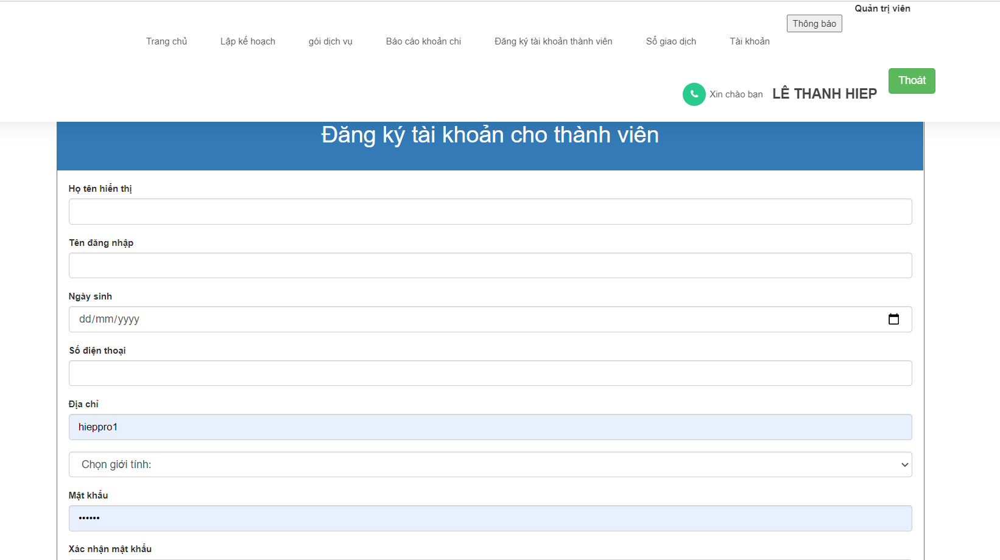 Quản trị viên
Thông báo
Trang chủ Lập kế hoạch gói dịch vụ Báo cáo khoản chi Đăng ký tài khoản thành viên Sổ giao dịch Tài khoản
Thoát
Xin chào bạn LÊ THANH HIEP
Đăng ký tài khoản cho thành viên
Họ tên hiển thị
Tên đăng nhập
Ngày sinh
dd/mm/yyyy
Số điện thoại
Địa chỉ
hieppro1
Chọn giới tính:
Mật khẩu
••••••
Xác nhận mật khẩu